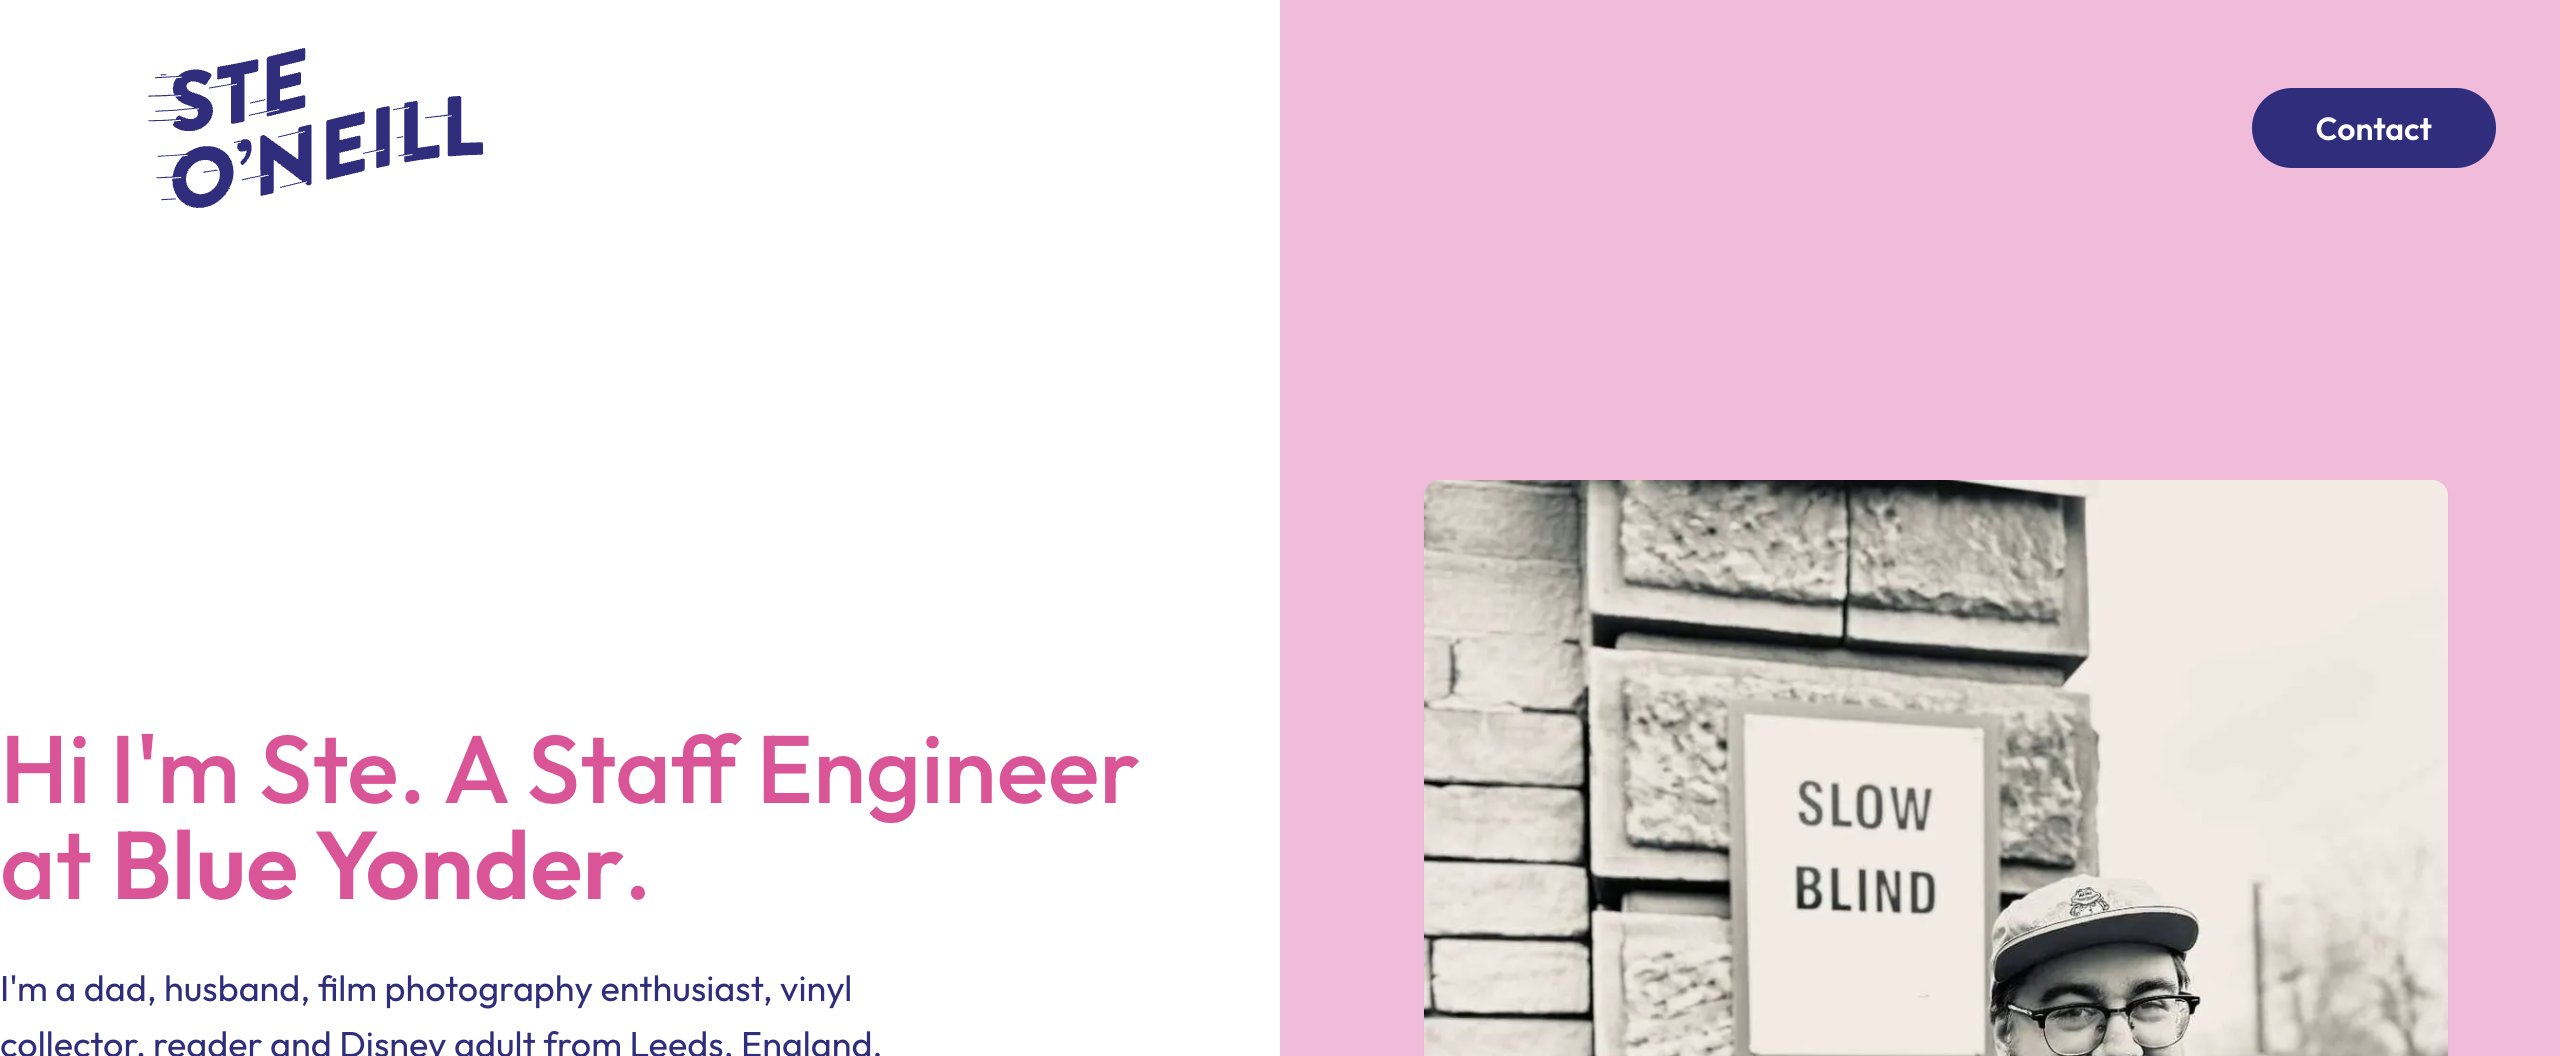 STE
O'NEILL
Contact
Hi I'm Ste. A Staff Engineer
at Blue Yonder.
I'm a dad, husband, film photography enthusiast, vinyl
collector, reader and Disney adult from Leeds, England.
SLOW
BLIND